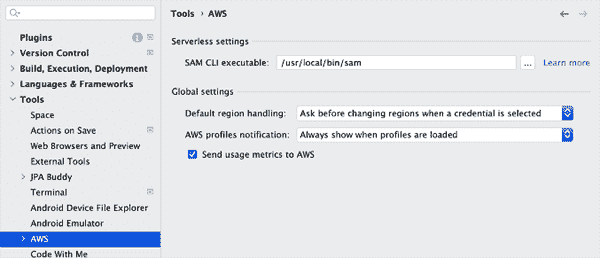 Plugins 1
Version Control
Build, Execution, Deployment
Languages & Frameworks
Tools
Space
Actions on Save
Web Browsers and Preview
External Tools
JPA Buddy
Terminal
Android Device File Explorer
Android Emulator
AWS
Code With Me
Tools › AWS
Serverless settings
SAM CLI executable: /usr/local/bin/sam ... Learn more
Global settings
Default region handling: Ask before changing regions when a credential is selected
AWS profiles notification: Always show when profiles are loaded
Send usage metrics to AWS